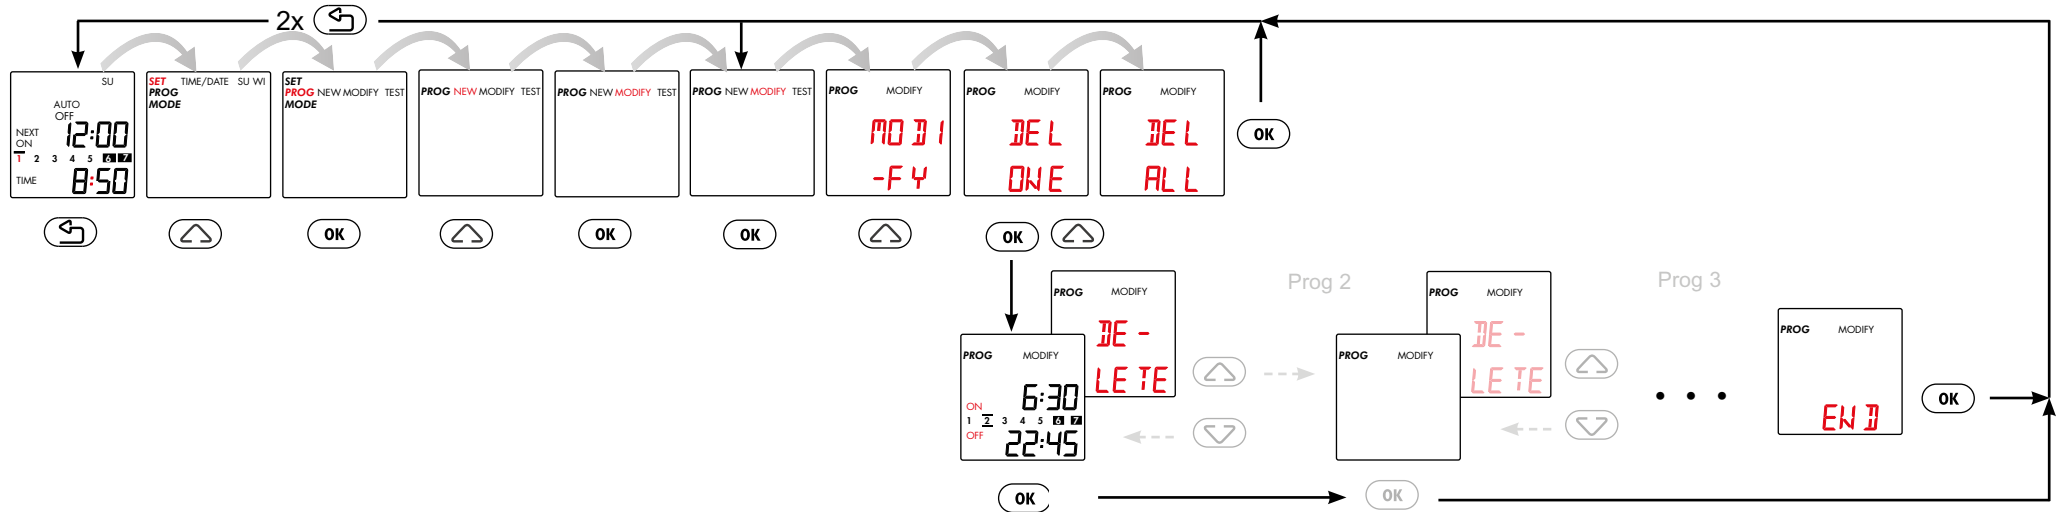 2x
SU
AUTO
OFF
NEXT
ON
12:00
1 2 3 4 5 6 7
TIME
8:50
SET TIME/DATE SU WI
PROG
MODE
SET
PROG NEW MODIFY TEST
MODE
PROG NEW MODIFY TEST
PROG NEW MODIFY TEST
PROG NEW MODIFY TEST
PROG MODIFY
MODI
-FY
PROG MODIFY
DEL
ONE
PROG MODIFY
DEL
ALL
OK
OK
OK
OK
OK
PROG MODIFY
DE-
LETE
Prog 2
PROG MODIFY
DE-
LETE
Prog 3
PROG MODIFY
6:30
ON
1 2 3 4 5 6 7
OFF
22:45
PROG MODIFY
• • •
PROG MODIFY
END
OK
OK
OK